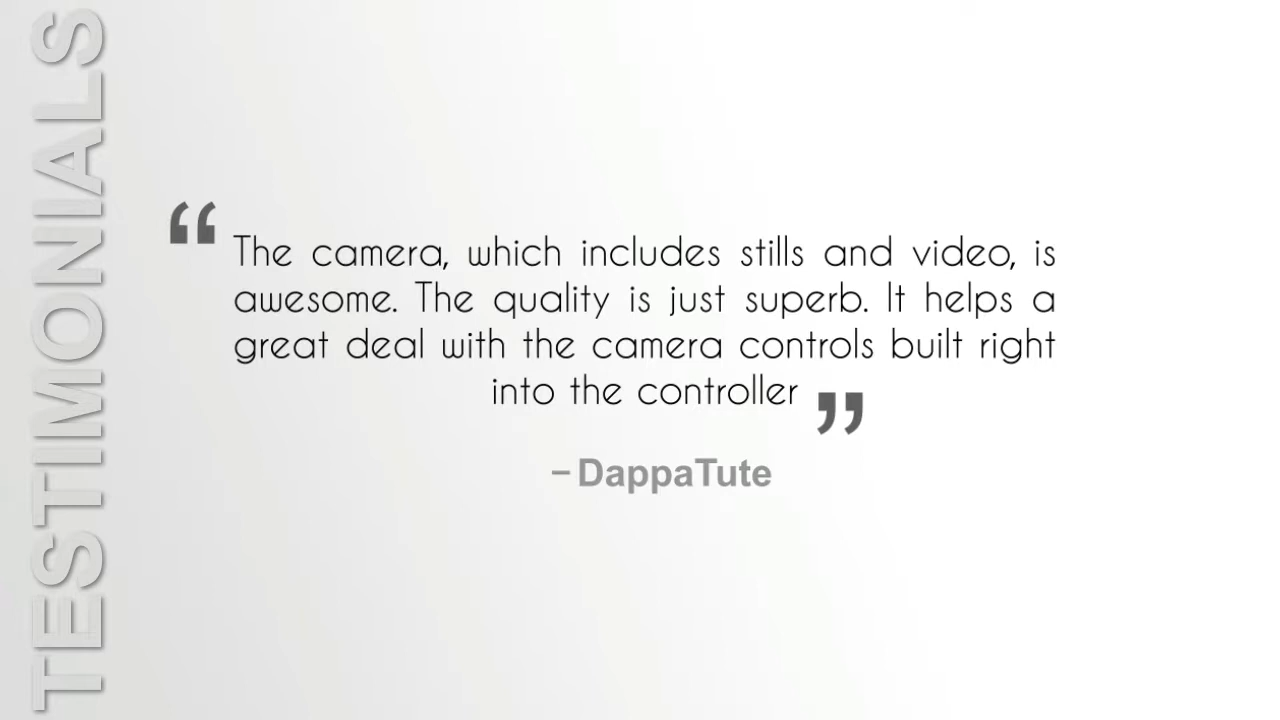 TESTIMONIALS
“The camera, which includes stills and video, is
awesome. The quality is just superb. It helps a
great deal with the camera controls built right
into the controller”
– DappaTute